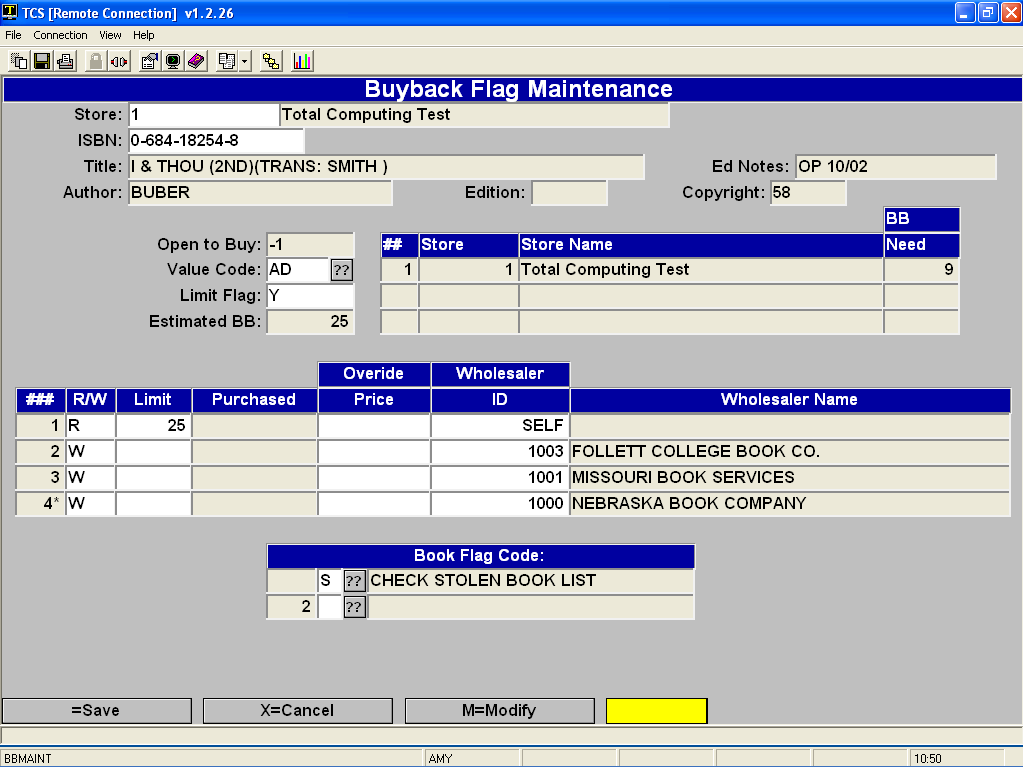 TCS [Remote Connection] v1.2.26
File Connection View Help
Buyback Flag Maintenance
Store: 1 Total Computing Test
ISBN: 0-684-18254-8
Title: I & THOU (2ND)(TRANS: SMITH ) Ed Notes: OP 10/02
Author: BUBER Edition: Copyright: 58
BB
Open to Buy: -1 ## Store Store Name Need
Value Code: AD ?? 1 1 Total Computing Test 9
Limit Flag: Y
Estimated BB: 25
Overide Wholesaler
### R/W Limit Purchased Price ID Wholesaler Name
1 R 25 SELF
2 W 1003 FOLLETT COLLEGE BOOK CO.
3 W 1001 MISSOURI BOOK SERVICES
4* W 1000 NEBRASKA BOOK COMPANY
Book Flag Code:
S ?? CHECK STOLEN BOOK LIST
2 ??
=Save X=Cancel M=Modify
BBMAINT AMY 10:50